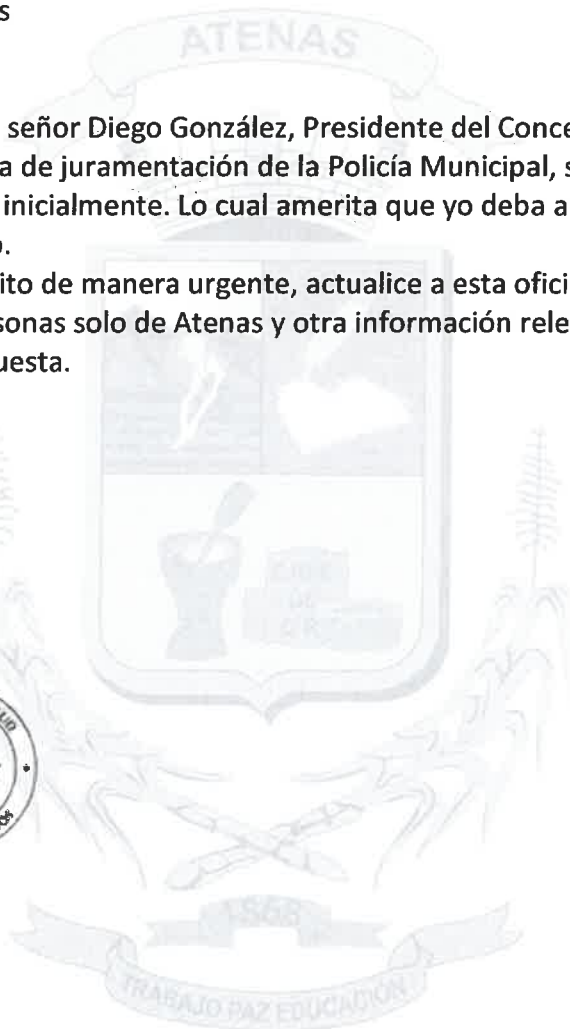 s
ATENAS
señor Diego González, Presidente del Conce
a de juramentación de la Policía Municipal, s
inicialmente. Lo cual amerita que yo deba a
o.
ito de manera urgente, actualice a esta ofici
sonas solo de Atenas y otra información rele
uesta.
1868
TRABAJO PAZ EDUCACIÓN